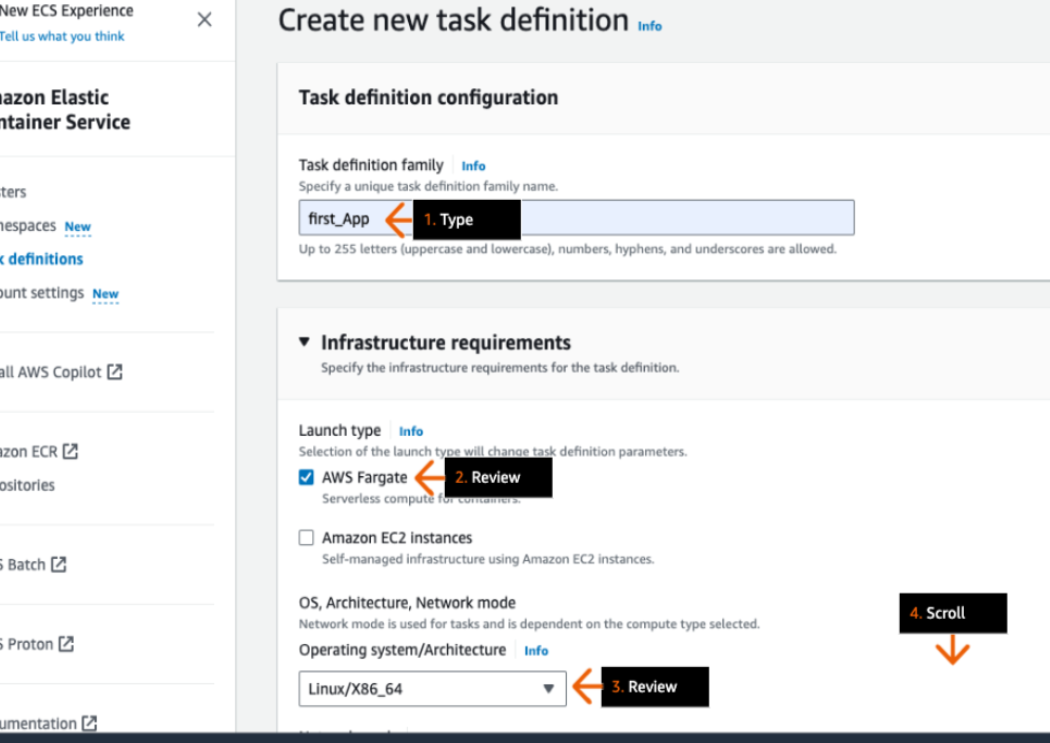 New ECS Experience
Tell us what you think
Create new task definition Info
azon Elastic
ntainer Service
sters
nespaces New
k definitions
ount settings New
all AWS Copilot
azon ECR
ositories
S Batch
S Proton
umentation
Task definition configuration
Task definition family Info
Specify a unique task definition family name.
first_App
1. Type
Up to 255 letters (uppercase and lowercase), numbers, hyphens, and underscores are allowed.
Infrastructure requirements
Specify the infrastructure requirements for the task definition.
Launch type Info
Selection of the launch type will change task definition parameters.
AWS Fargate
2. Review
Serverless compute for containers.
Amazon EC2 instances
Self-managed infrastructure using Amazon EC2 instances.
OS, Architecture, Network mode
Network mode is used for tasks and is dependent on the compute type selected.
Operating system/Architecture Info
Linux/X86_64
3. Review
4. Scroll